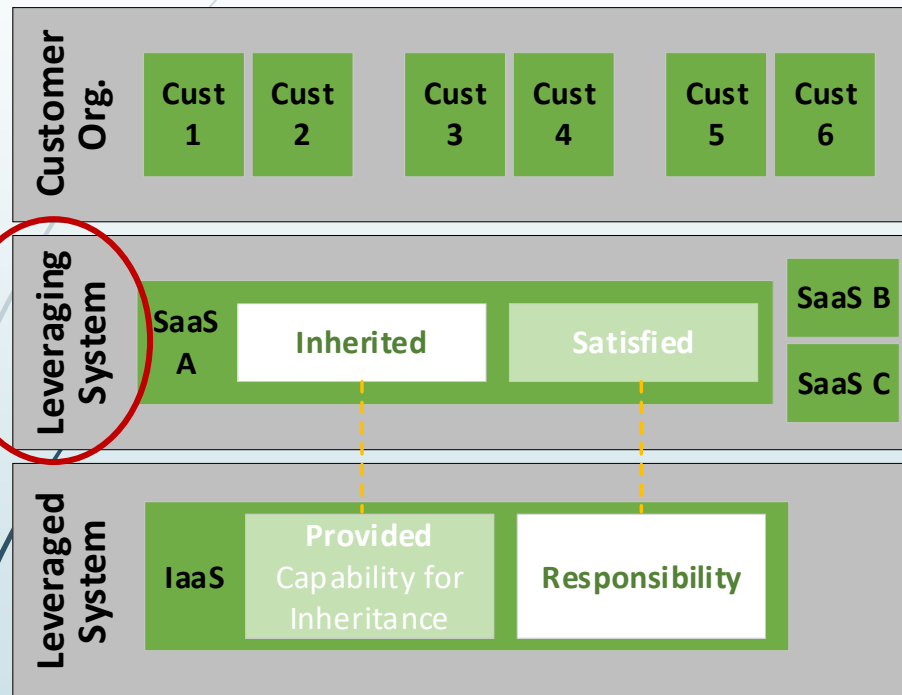 Customer
Org.
Cust
1
Cust
2
Cust
3
Cust
4
Cust
5
Cust
6
Leveraging
System
SaaS
A
Inherited
Satisfied
SaaS B
SaaS C
Leveraged
System
IaaS
Provided
Capability for
Inheritance
Responsibility